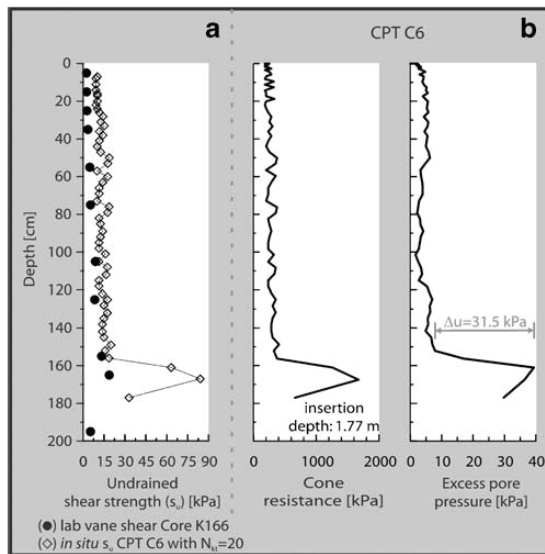 a
CPT C6
b
0
20
40
60
80
100
120
140
160
180
200
Depth [cm]
0 15 30 45 60 75 90
Undrained
shear strength (su) [kPa]
insertion
depth: 1.77 m
0 1000 2000
Cone
resistance [kPa]
Δu=31.5 kPa
0 10 20 30 40
Excess pore
pressure [kPa]
(●) lab vane shear Core K166
(◇) in situ su CPT C6 with Nkt=20